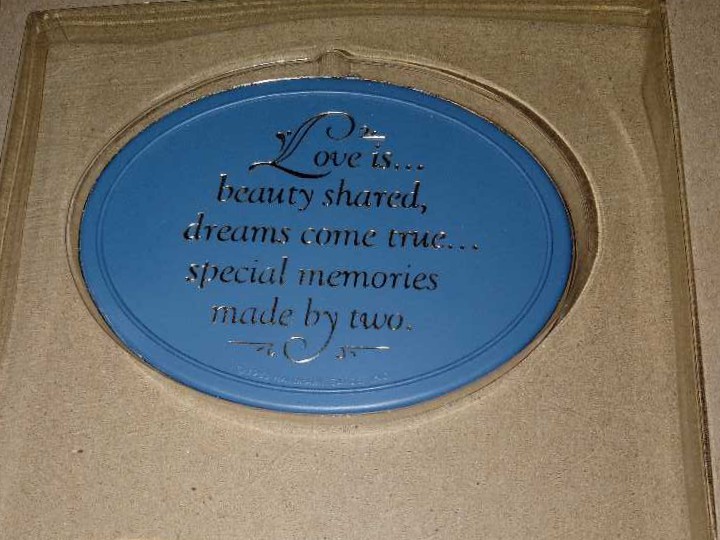 Love is...
beauty shared,
dreams come true...
special memories
made by two.